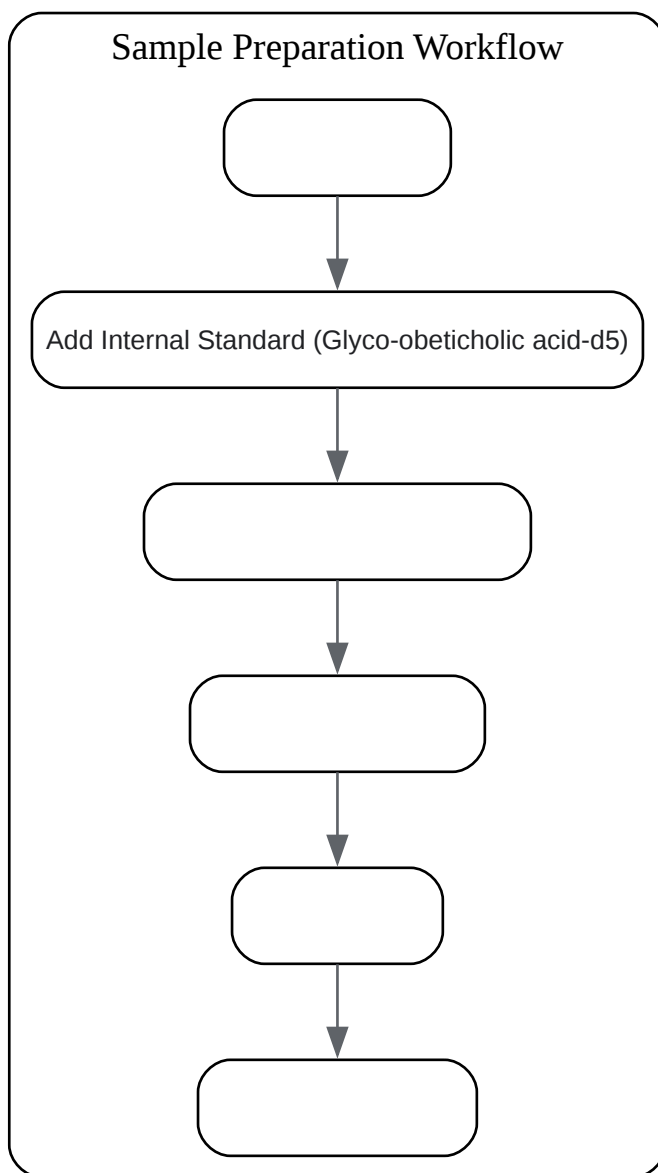 Sample Preparation Workflow
Add Internal Standard (Glyco-obeticholic acid-d5)